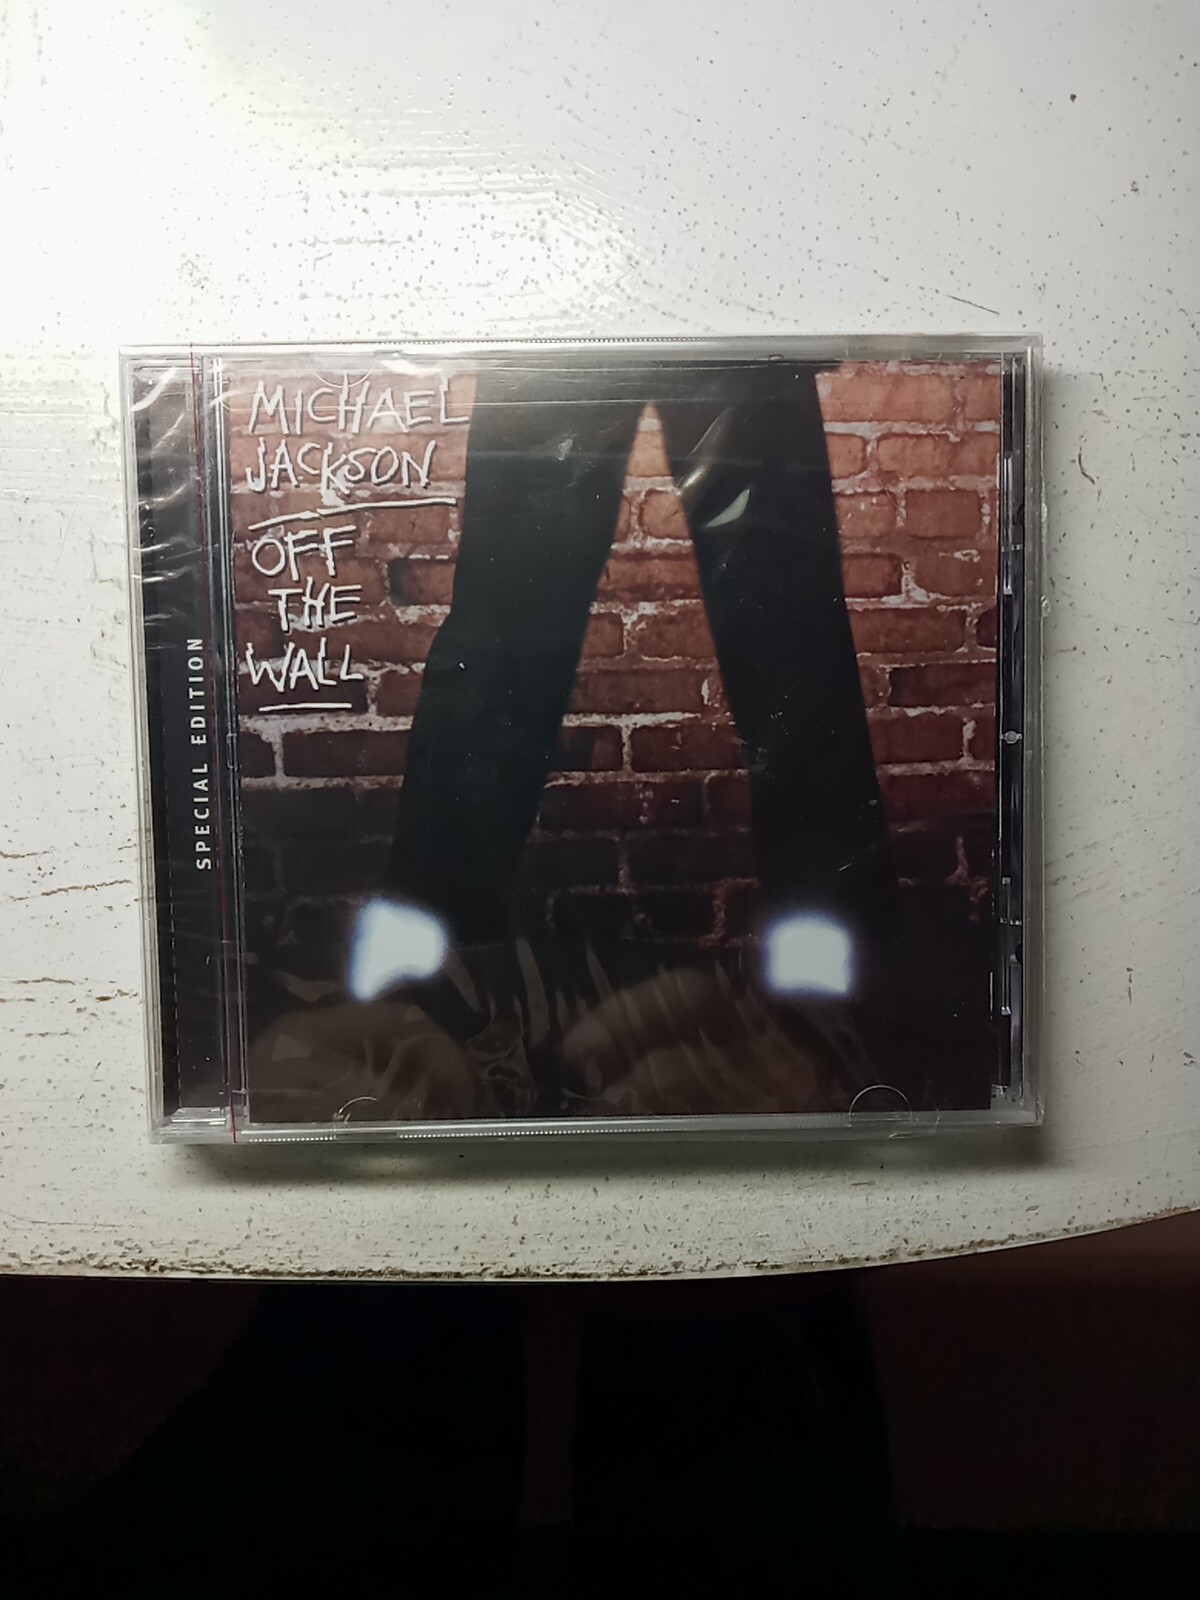 MICHAEL
JACKSON
OFF
THE
WALL
SPECIAL EDITION